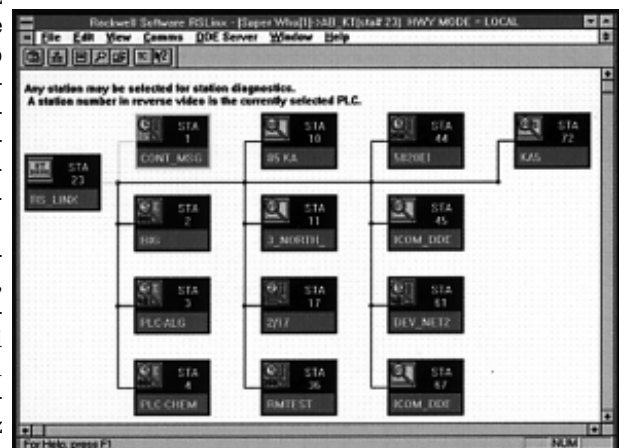 Rockwell Software RSLinx - [Super Who[1]->AB_KT(sta# 23) HWY MODE = LOCAL
File Edit View Comms DDE Server Window Help
Any station may be selected for station diagnostics.
A station number in reverse video is the currently selected PLC.
STA 23
RS_LINX
STA 1
CONT_MSG
STA 2
BIG
STA 3
PLC-ALG
STA 4
PLC-CHEM
STA 10
85 KA
STA 11
3_NORTH_
STA 17
2/17
STA 36
RMTEST
STA 44
5820EI
STA 45
ICOM_DDE
STA 61
DEV_NET2
STA 67
ICOM_DDE
STA 72
KA5
For Help, press F1
NUM